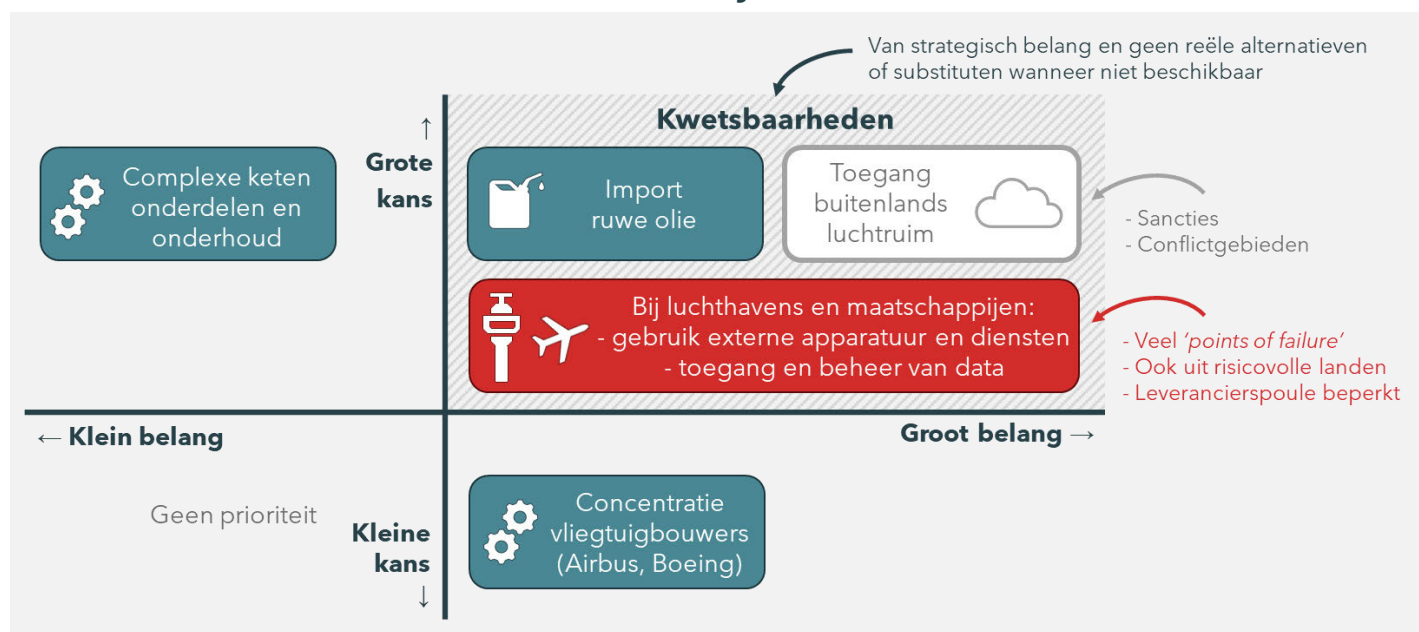 Van strategisch belang en geen reële alternatieven
of substituten wanneer niet beschikbaar
Kwetsbaarheden
↑
Grote
kans
Complexe keten
onderdelen en
onderhoud
Import
ruwe olie
Toegang
buitenlands
luchtruim
- Sancties
- Conflictgebieden
Bij luchthavens en maatschappijen:
- gebruik externe apparatuur en diensten
- toegang en beheer van data
- Veel ‘points of failure’
- Ook uit risicovolle landen
- Leverancierspoule beperkt
← Klein belang
Groot belang →
Geen prioriteit
Kleine
kans
↓
Concentratie
vliegtuigbouwers
(Airbus, Boeing)